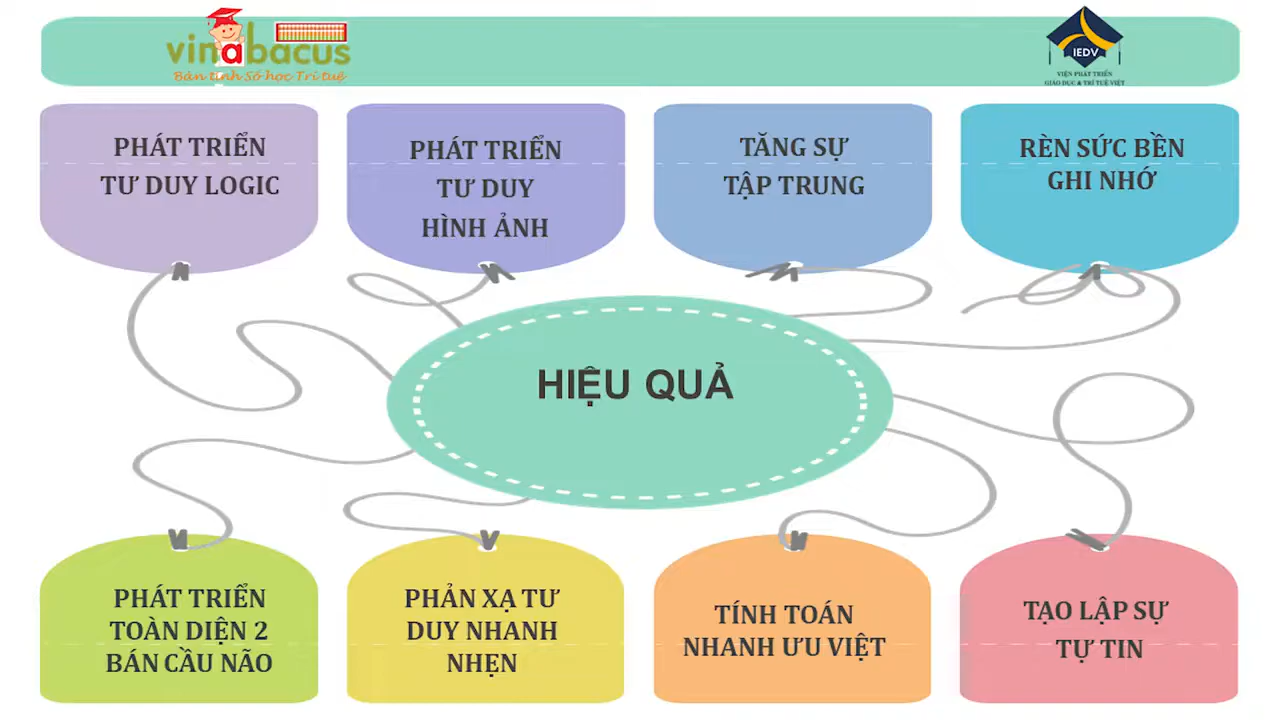 vinabacus
Bàn tính Số học Trí tuệ
IEDV
VIỆN PHÁT TRIỂN
GIÁO DỤC & TRÍ TUỆ VIỆT
PHÁT TRIỂN
TƯ DUY LOGIC
PHÁT TRIỂN
TƯ DUY
HÌNH ẢNH
TĂNG SỰ
TẬP TRUNG
RÈN SỨC BỀN
GHI NHỚ
HIỆU QUẢ
PHÁT TRIỂN
TOÀN DIỆN 2
BÁN CẦU NÃO
PHẢN XẠ TƯ
DUY NHANH
NHẸN
TÍNH TOÁN
NHANH ƯU VIỆT
TẠO LẬP SỰ
TỰ TIN